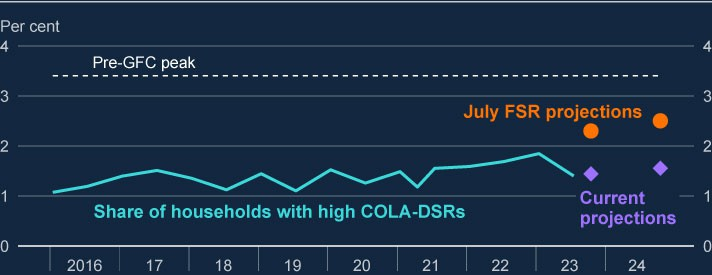 Per cent
4 4
Pre-GFC peak
3 3
July FSR projections
2 2
1 1
Current
projections
Share of households with high COLA-DSRs
0 0
2016 17 18 19 20 21 22 23 24